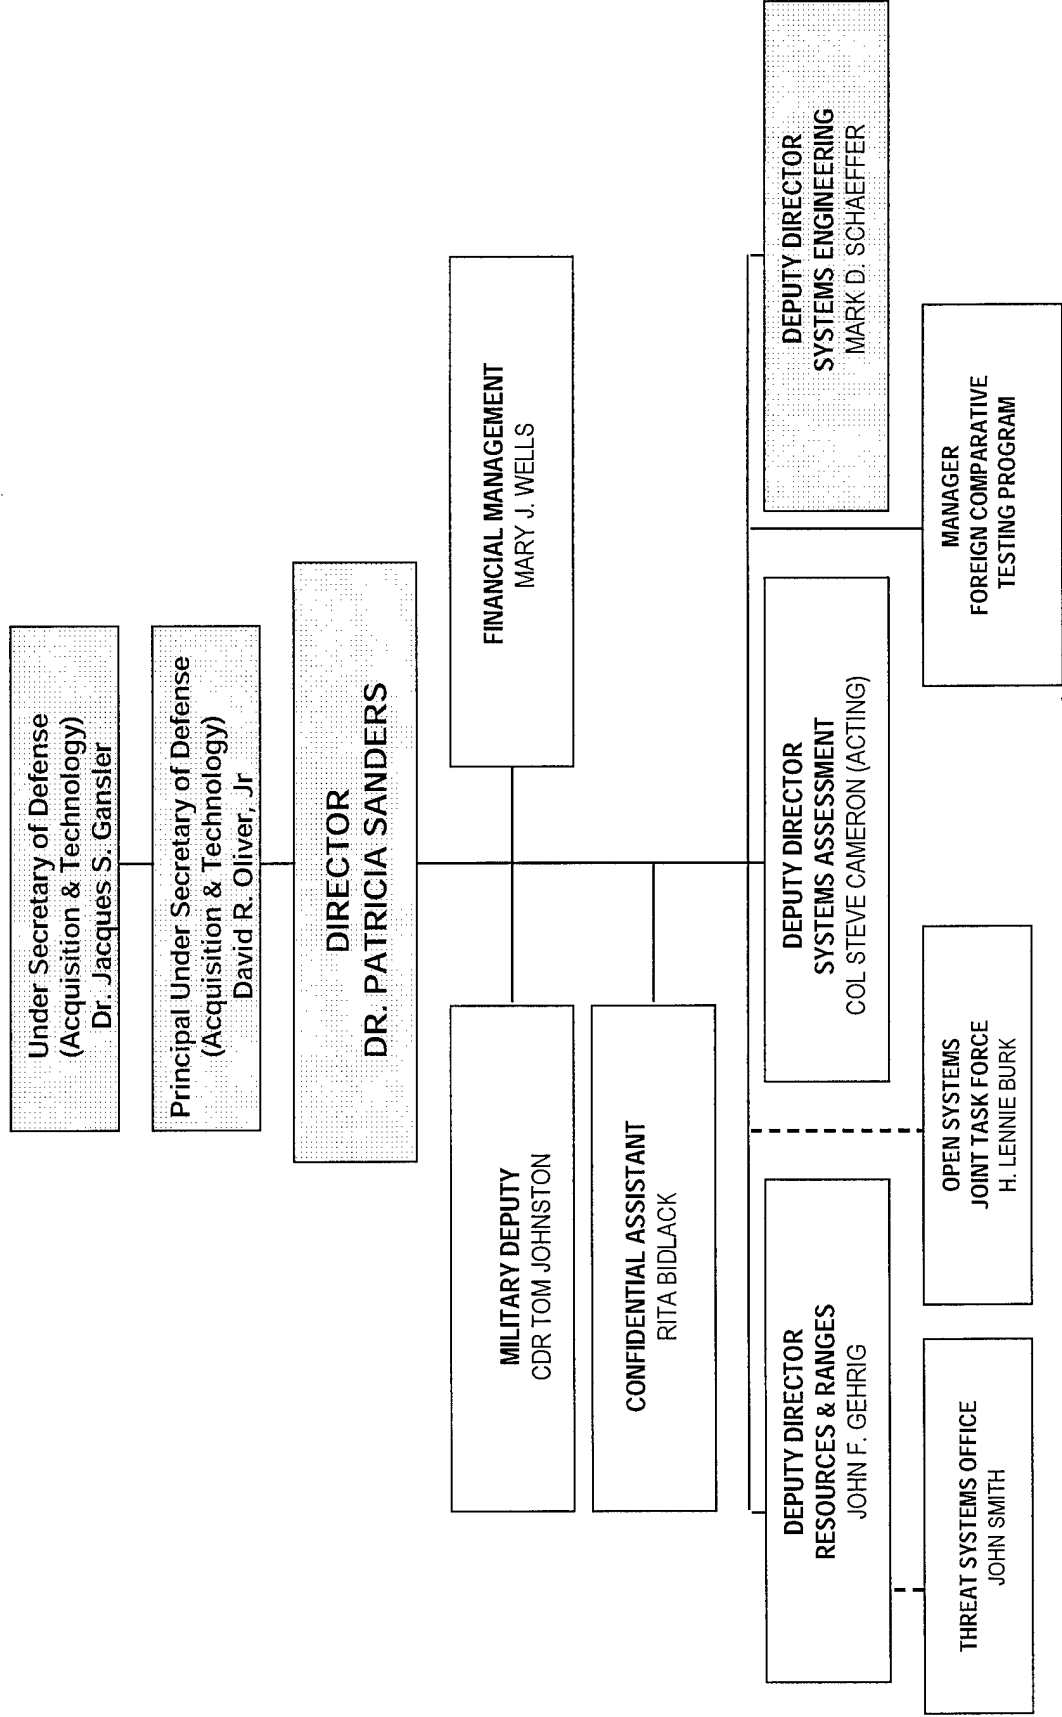 Under Secretary of Defense
(Acquisition & Technology)
Dr. Jacques S. Gansler
Principal Under Secretary of Defense
(Acquisition & Technology)
David R. Oliver, Jr
DIRECTOR
DR. PATRICIA SANDERS
MILITARY DEPUTY
CDR TOM JOHNSTON
FINANCIAL MANAGEMENT
MARY J. WELLS
CONFIDENTIAL ASSISTANT
RITA BIDLACK
DEPUTY DIRECTOR
RESOURCES & RANGES
JOHN F. GEHRIG
DEPUTY DIRECTOR
SYSTEMS ASSESSMENT
COL STEVE CAMERON (ACTING)
DEPUTY DIRECTOR
SYSTEMS ENGINEERING
MARK D. SCHAEFFER
THREAT SYSTEMS OFFICE
JOHN SMITH
OPEN SYSTEMS
JOINT TASK FORCE
H. LENNIE BURK
MANAGER
FOREIGN COMPARATIVE
TESTING PROGRAM